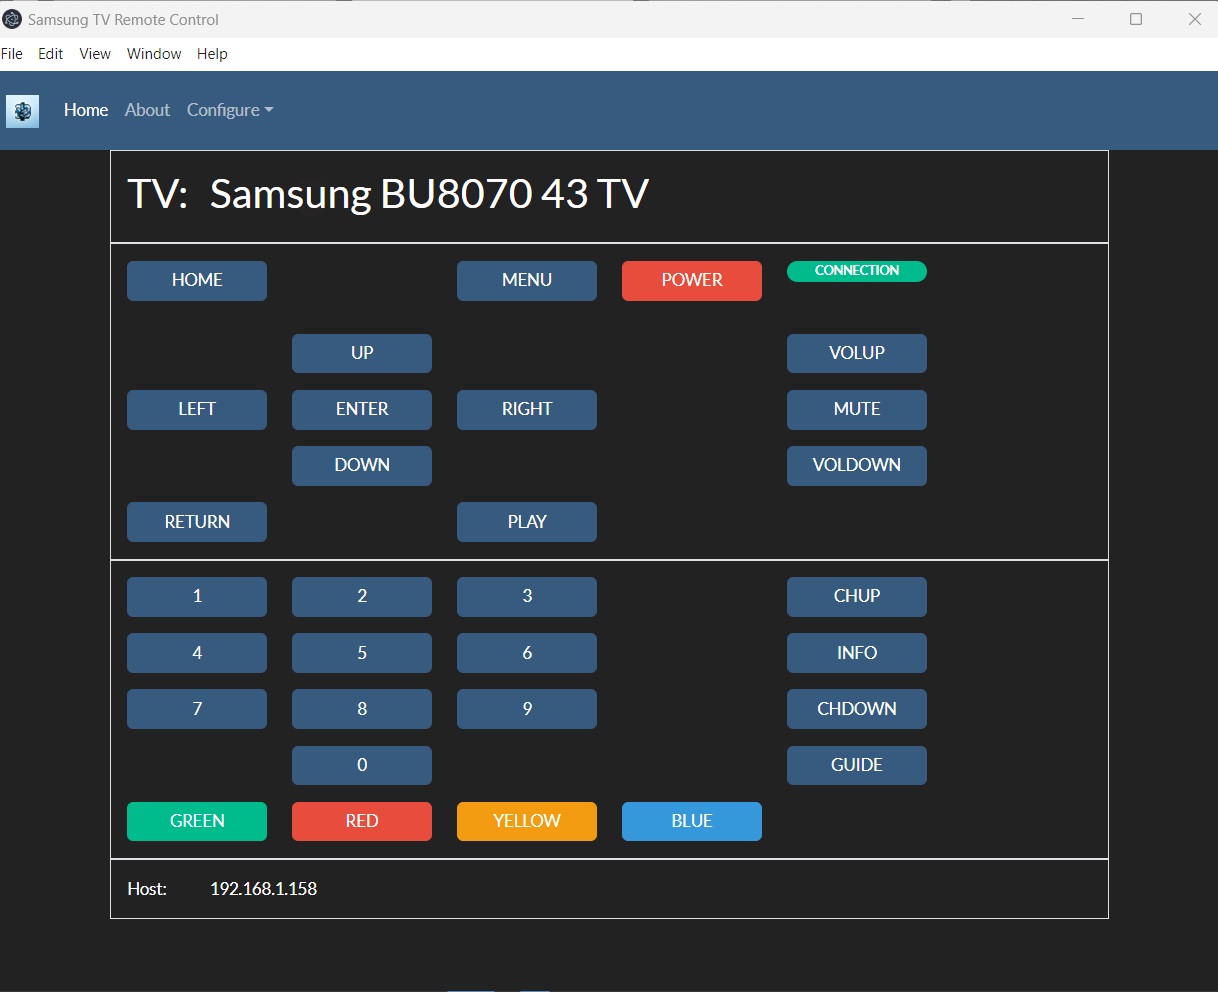 Samsung TV Remote Control
File Edit View Window Help
Home About Configure
TV: Samsung BU8070 43 TV
HOME MENU POWER CONNECTION
UP VOLUP
LEFT ENTER RIGHT MUTE
DOWN VOLDOWN
RETURN PLAY
1 2 3 CHUP
4 5 6 INFO
7 8 9 CHDOWN
0 GUIDE
GREEN RED YELLOW BLUE
Host: 192.168.1.158